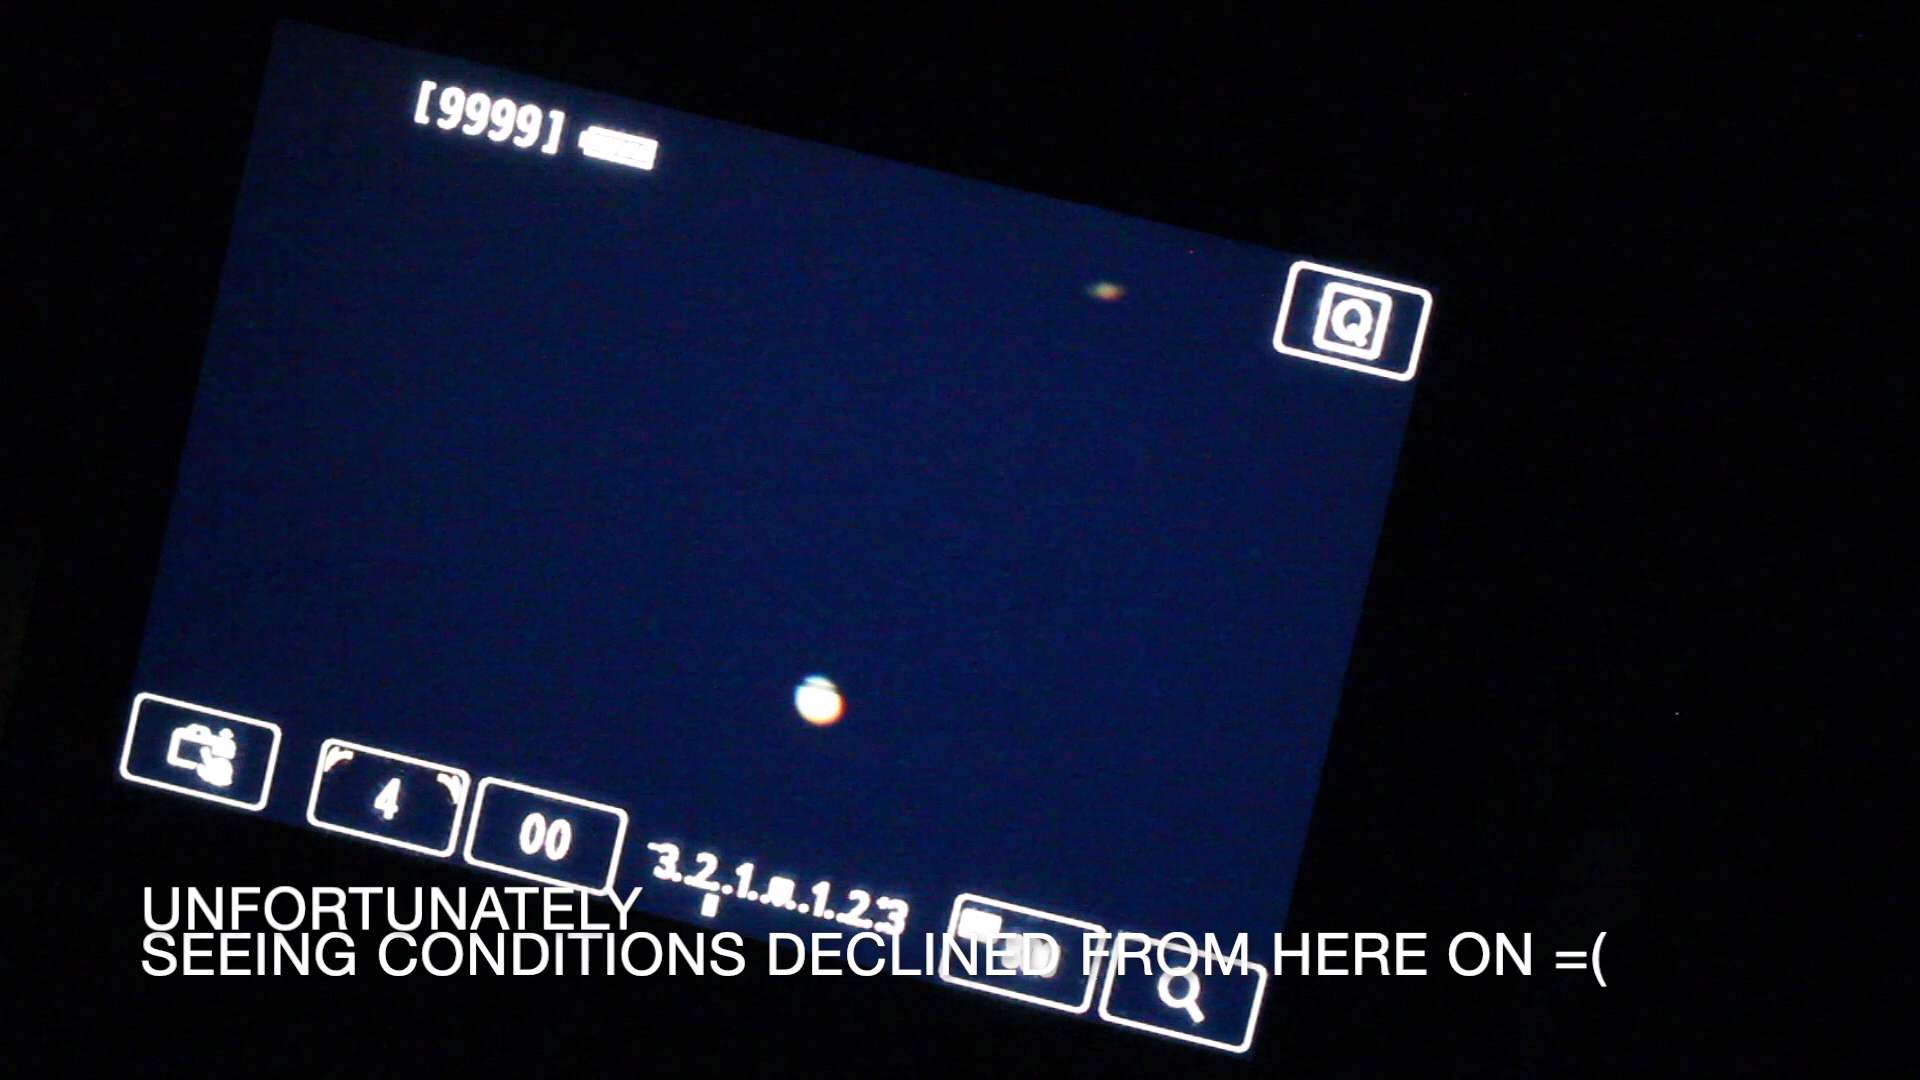 [9999]
Q
4
00
-3.2.1.0.1.2.3
UNFORTUNATELY
SEEING CONDITIONS DECLINED FROM HERE ON =(